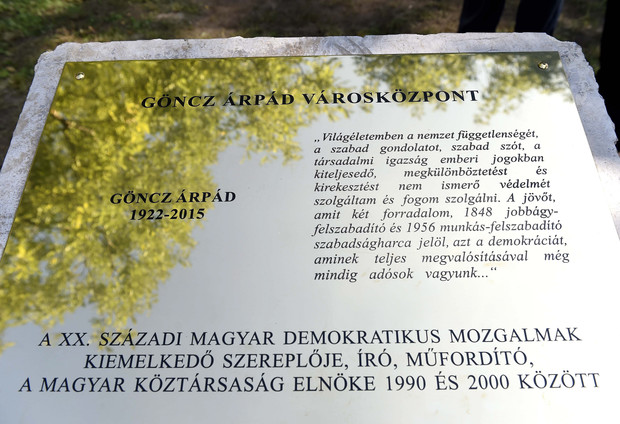 GÖNCZ ÁRPÁD VÁROSKÖZPONT
GÖNCZ ÁRPÁD
1922-2015
„Világéletemben a nemzet függetlenségét,
a szabad gondolatot, szabad szót, a
társadalmi igazság emberi jogokban
kiteljesedő, megkülönböztetést és
kirekesztést nem ismerő védelmét
szolgáltam és fogom szolgálni. A jövőt,
amit két forradalom, 1848 jobbágy-
felszabadító és 1956 munkás-felszabadító
szabadságharca jelöl, azt a demokráciát,
aminek teljes megvalósításával még
mindig adósok vagyunk..."
A XX. SZÁZADI MAGYAR DEMOKRATIKUS MOZGALMAK
KIEMELKEDŐ SZEREPLŐJE, ÍRÓ, MŰFORDÍTÓ,
A MAGYAR KÖZTÁRSASÁG ELNÖKE 1990 ÉS 2000 KÖZÖTT